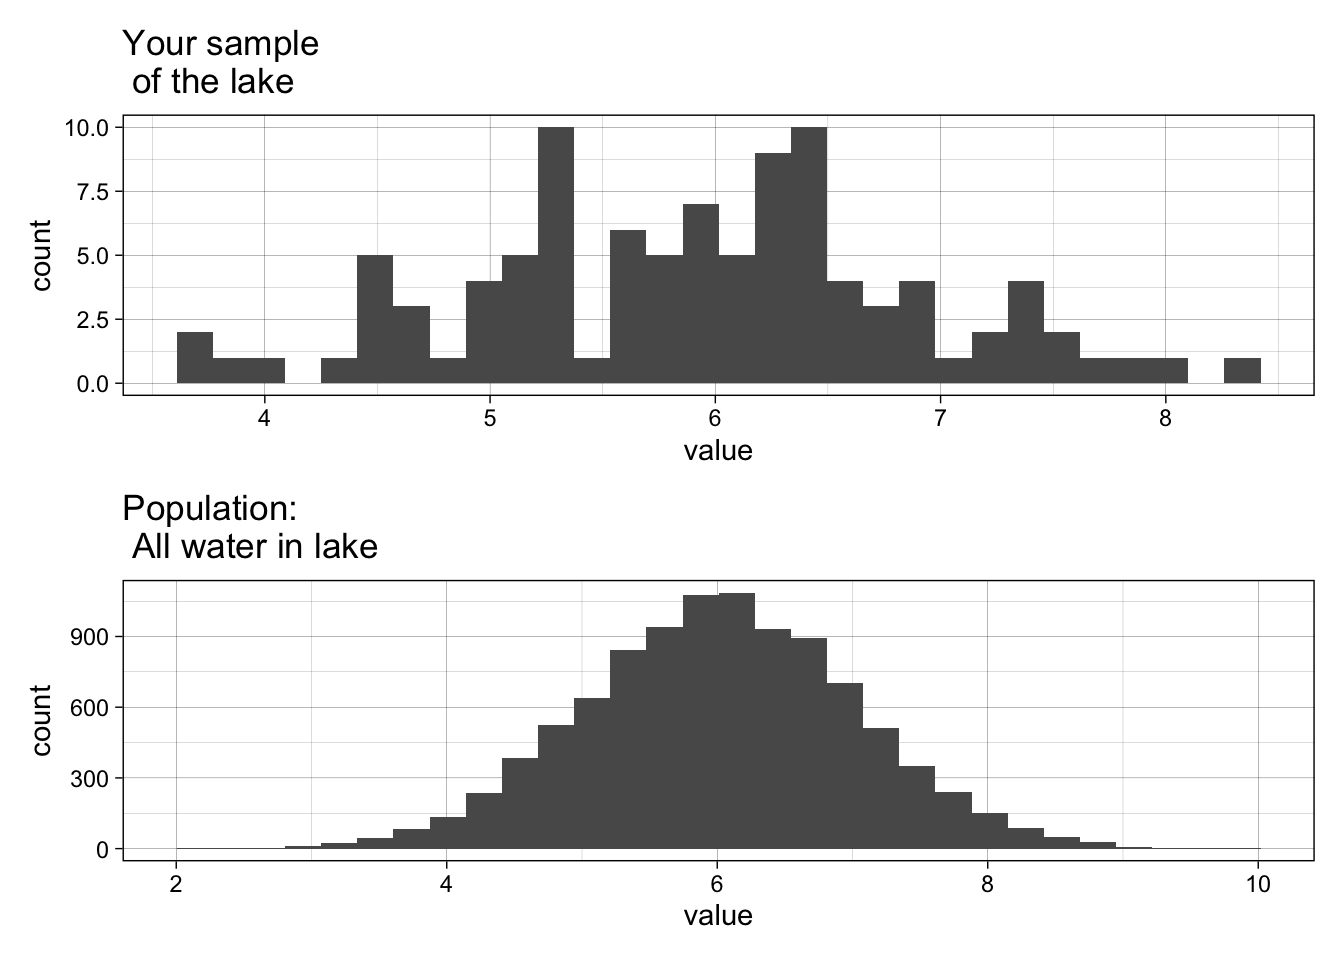 Your sample
of the lake
10.0
7.5
5.0
2.5
0.0
count
4 5 6 7 8
value
Population:
All water in lake
900
600
300
0
count
2 4 6 8 10
value